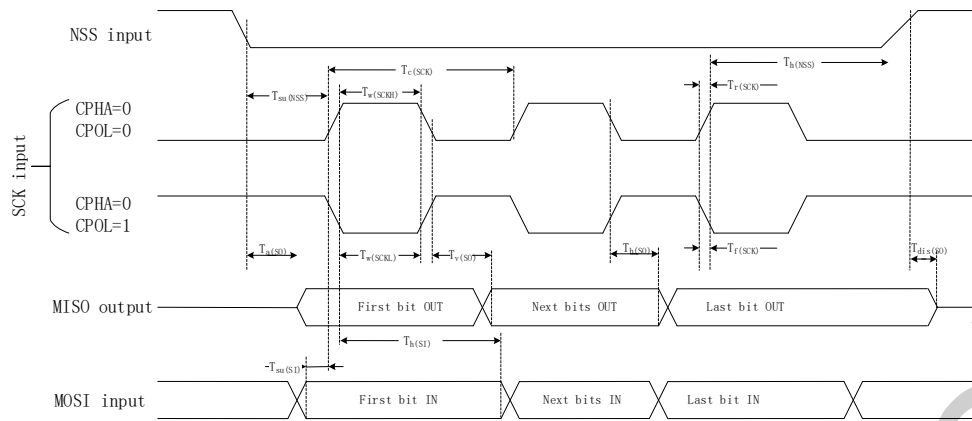 NSS input
Tc(SCK)
Th(NSS)
Tsu(NSS)
Tw(SCKH)
Tr(SCK)
SCK input
CPHA=0
CPOL=0
CPHA=0
CPOL=1
Ta(SO)
Tw(SCKL)
Tv(SO)
Th(SO)
Tf(SCK)
Tdis(SO)
MISO output
First bit OUT
Next bits OUT
Last bit OUT
Th(SI)
Tsu(SI)
MOSI input
First bit IN
Next bits IN
Last bit IN